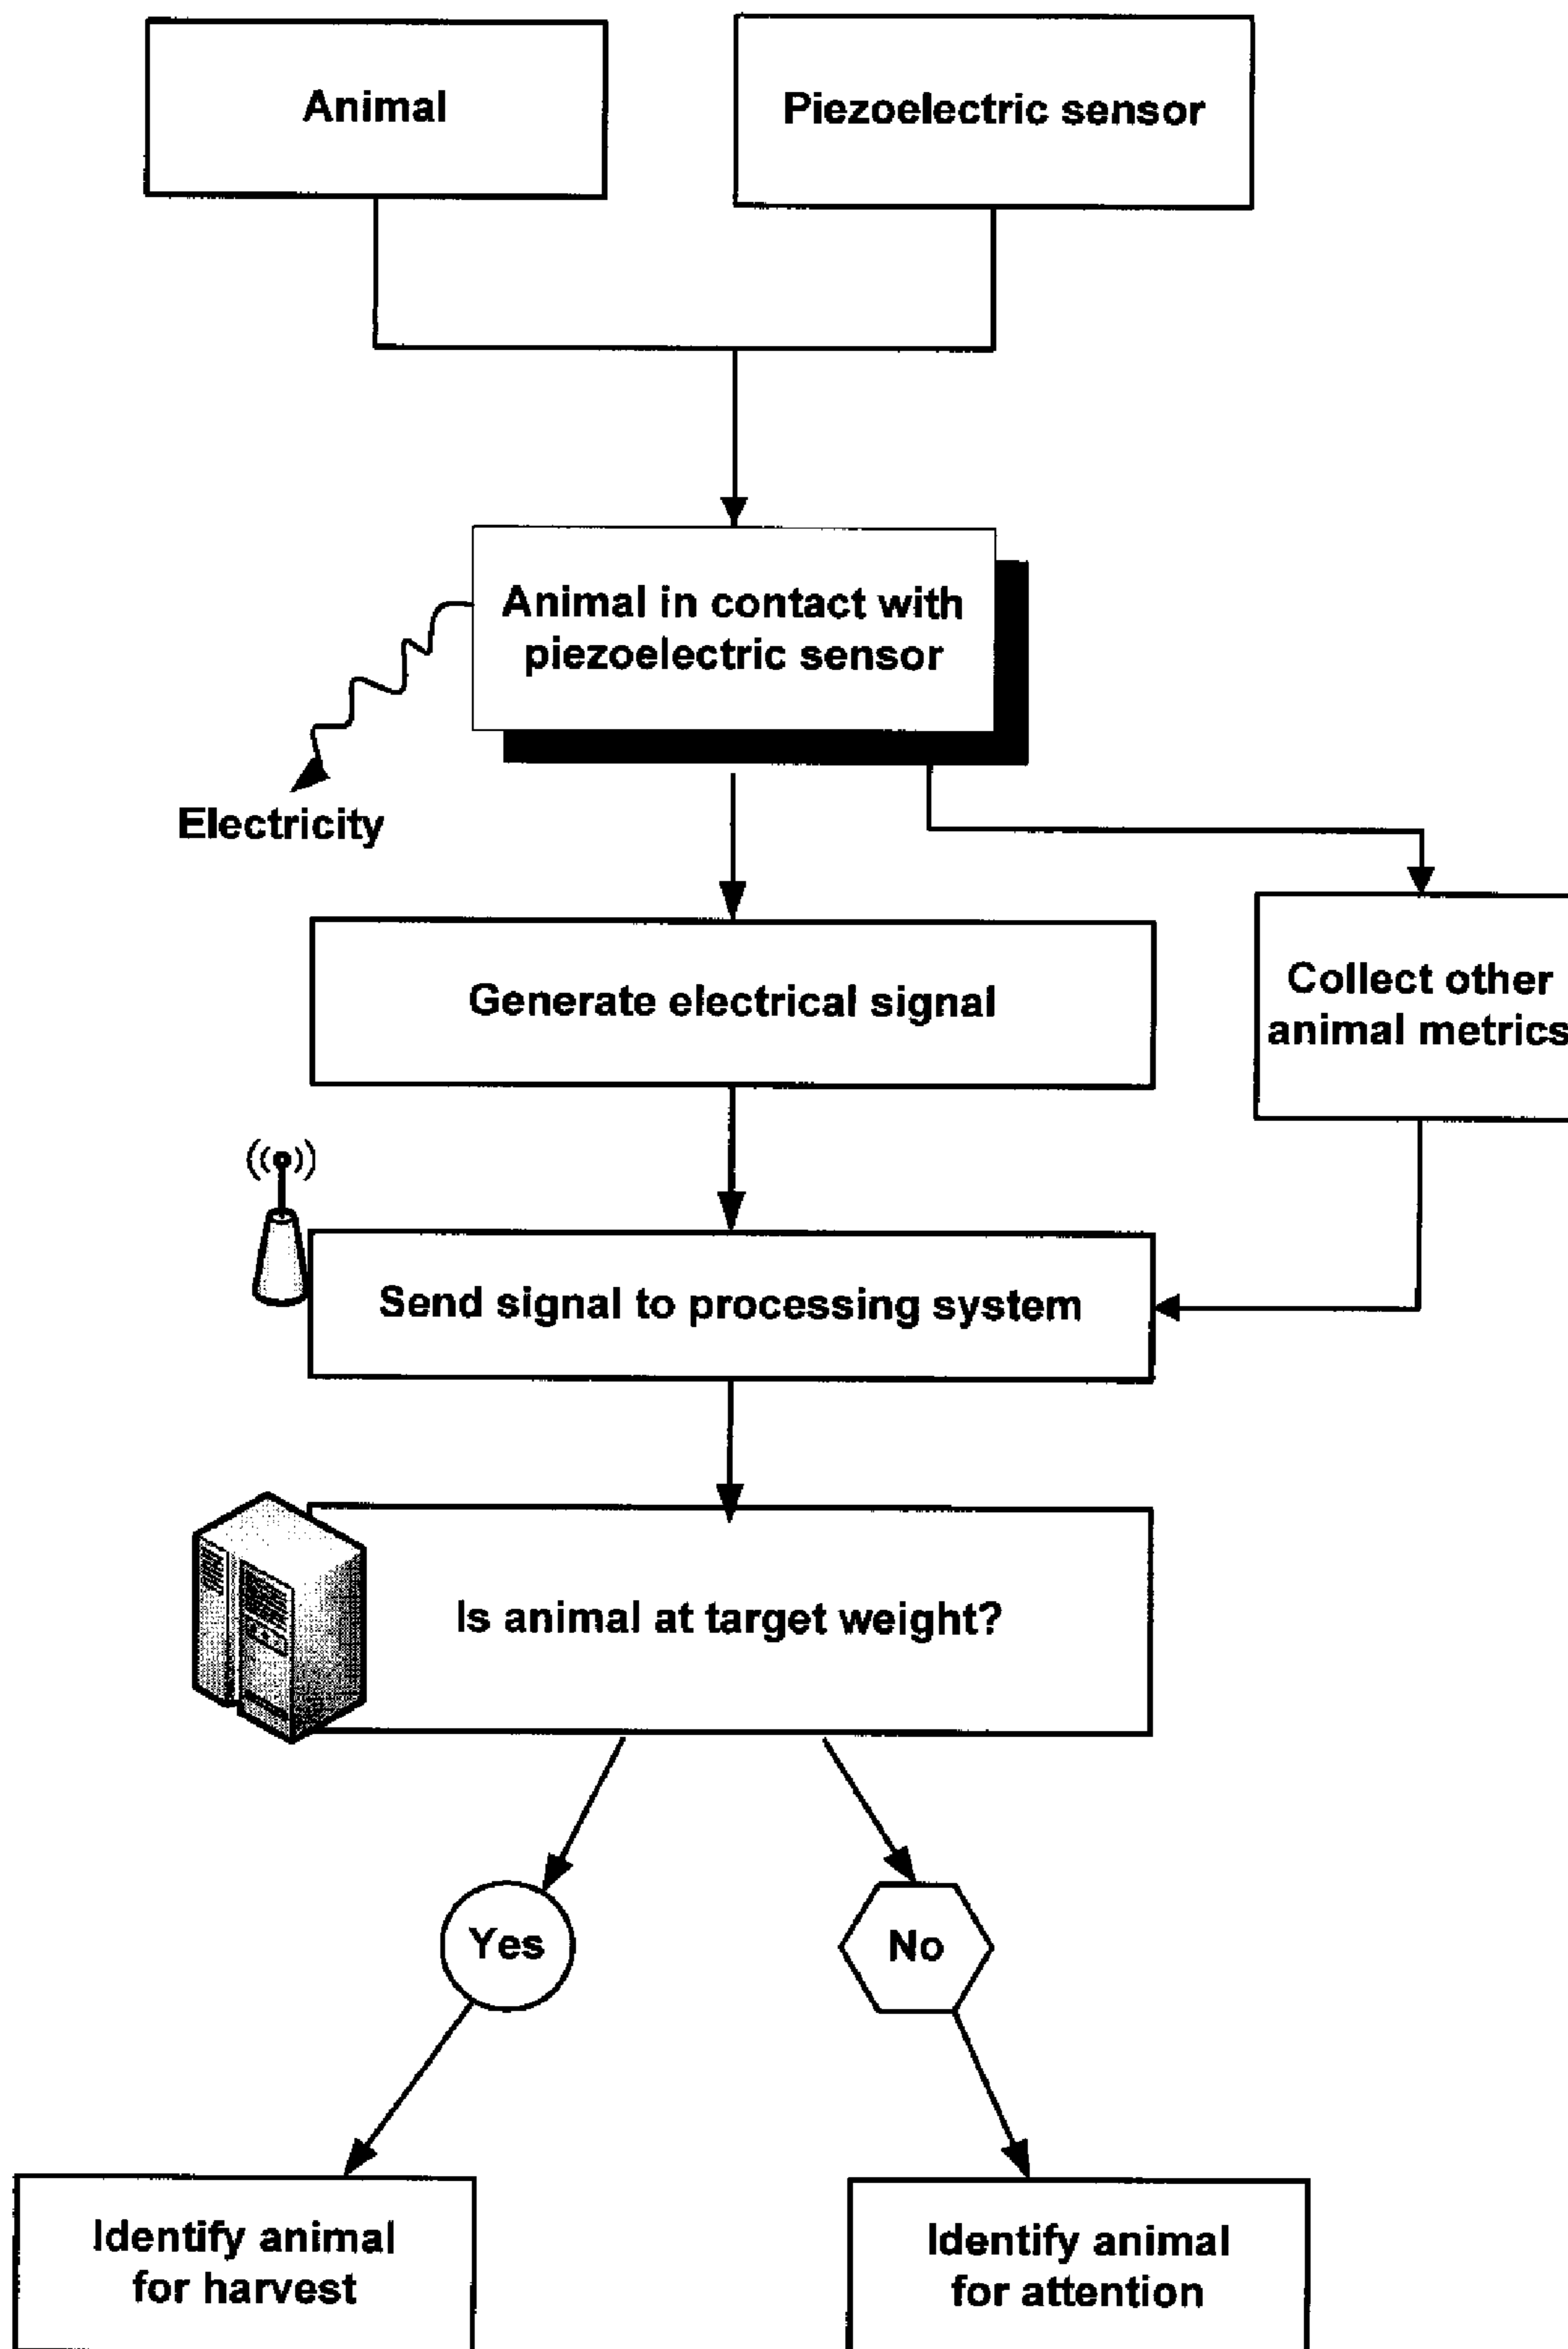 Animal
Piezoelectric sensor
Animal in contact with
piezoelectric sensor
Electricity
Generate electrical signal
Collect other
animal metrics
Send signal to processing system
Is animal at target weight?
Yes
No
Identify animal
for harvest
Identify animal
for attention